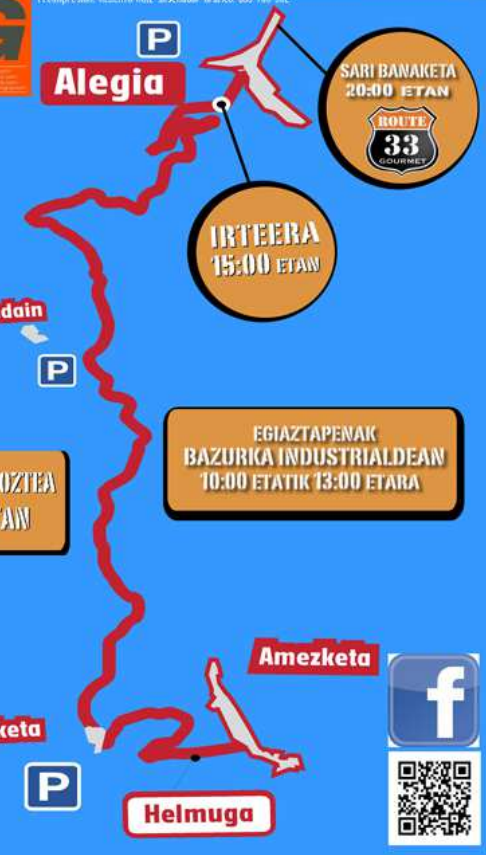 P
Alegia
SARI BANAKETA
20:00 ETAN
ROUTE
33
GOURMET
IRTEERA
15:00 ETAN
dain
P
EGIAZTAPENAK
BAZURKA INDUSTRIALDEAN
10:00 ETATIK 13:00 ETARA
OZTEA
AN
Amezketa
keta
f
P
Helmuga